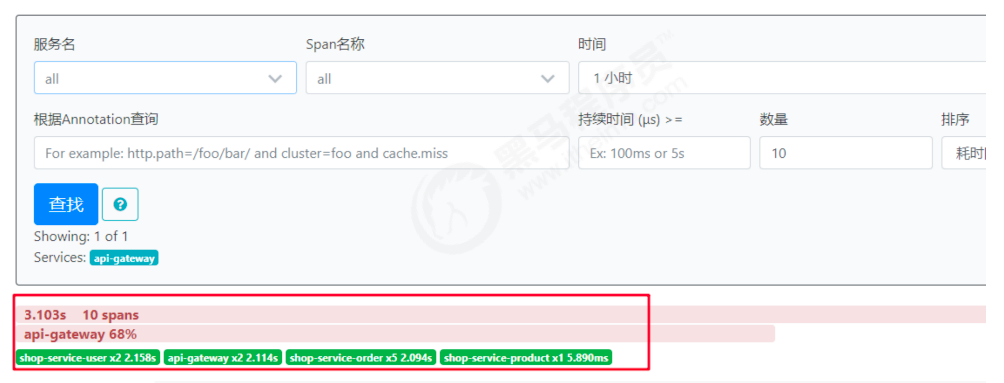 服务名 Span名称 时间
all all 1 小时
根据Annotation查询 持续时间 (μs) >= 数量 排序
For example: http.path=/foo/bar/ and cluster=foo and cache.miss Ex: 100ms or 5s 10 耗时
查找 ?
Showing: 1 of 1
Services: api-gateway
3.103s 10 spans
api-gateway 68%
shop-service-user x2 2.158s api-gateway x2 2.114s shop-service-order x5 2.094s shop-service-product x1 5.890ms
黑马程序员™